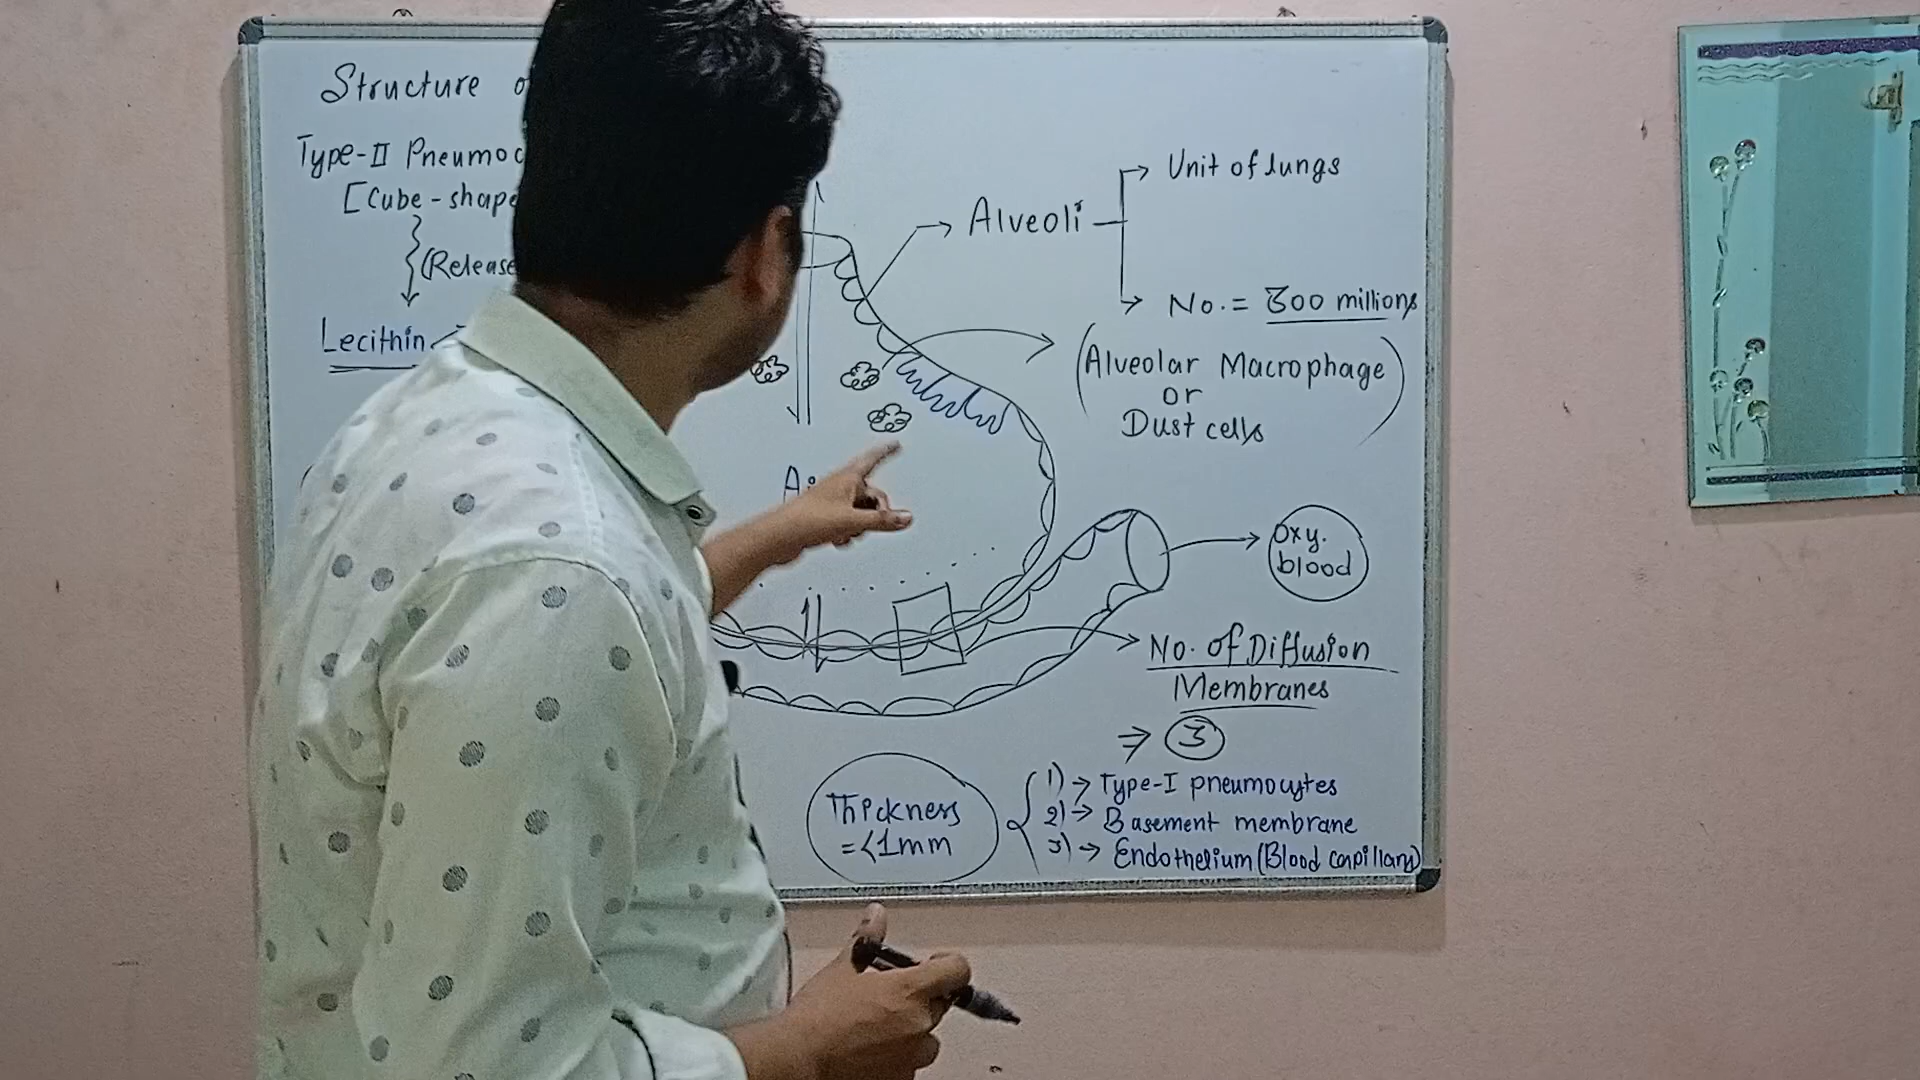 Structure
Type-II
[Cube-shape
(Release
Lecithin
Alveoli
Unit of lungs
No. = 300 millions
(Alveolar Macrophage
or
Dust cells)
Oxy.
blood
No. of Diffusion
Membranes
⇒ 3
Thickness
=<1mm
1) → Type-I pneumocytes
2) → Basement membrane
3) → Endothelium (Blood capillary)